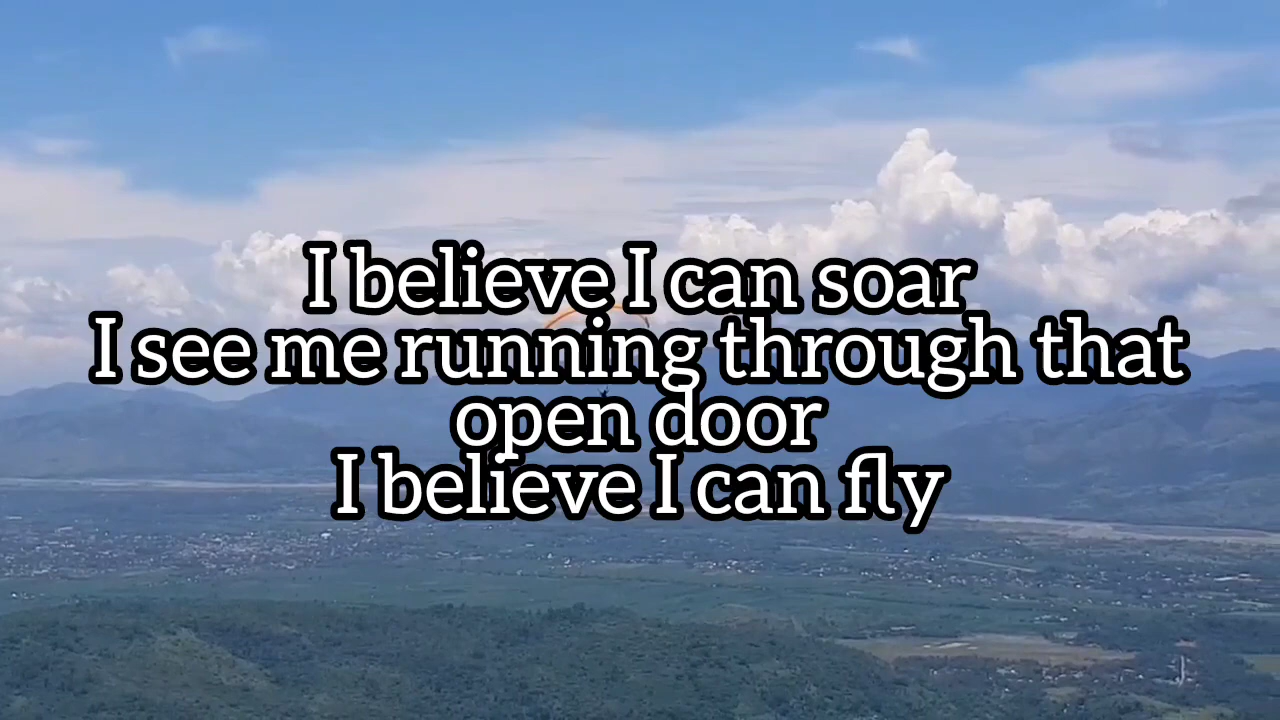 I believe I can soar
I see me running through that
open door
I believe I can fly